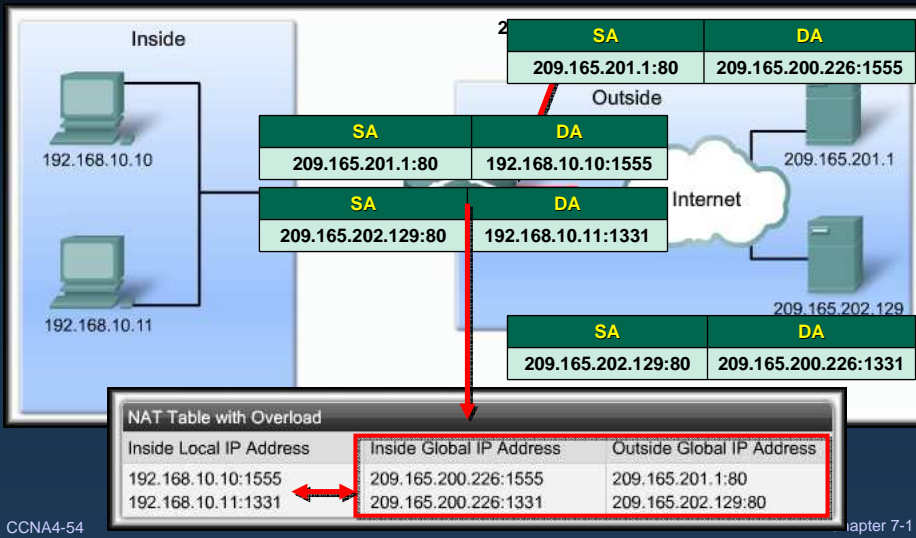 Inside
2
SA DA
209.165.201.1:80 209.165.200.226:1555
Outside
SA DA
209.165.201.1:80 192.168.10.10:1555
192.168.10.10
209.165.201.1
Internet
SA DA
209.165.202.129:80 192.168.10.11:1331
192.168.10.11
209.165.202.129
SA DA
209.165.202.129:80 209.165.200.226:1331
NAT Table with Overload
Inside Local IP Address Inside Global IP Address Outside Global IP Address
192.168.10.10:1555 209.165.200.226:1555 209.165.201.1:80
192.168.10.11:1331 209.165.200.226:1331 209.165.202.129:80
CCNA4-54
apter 7-1